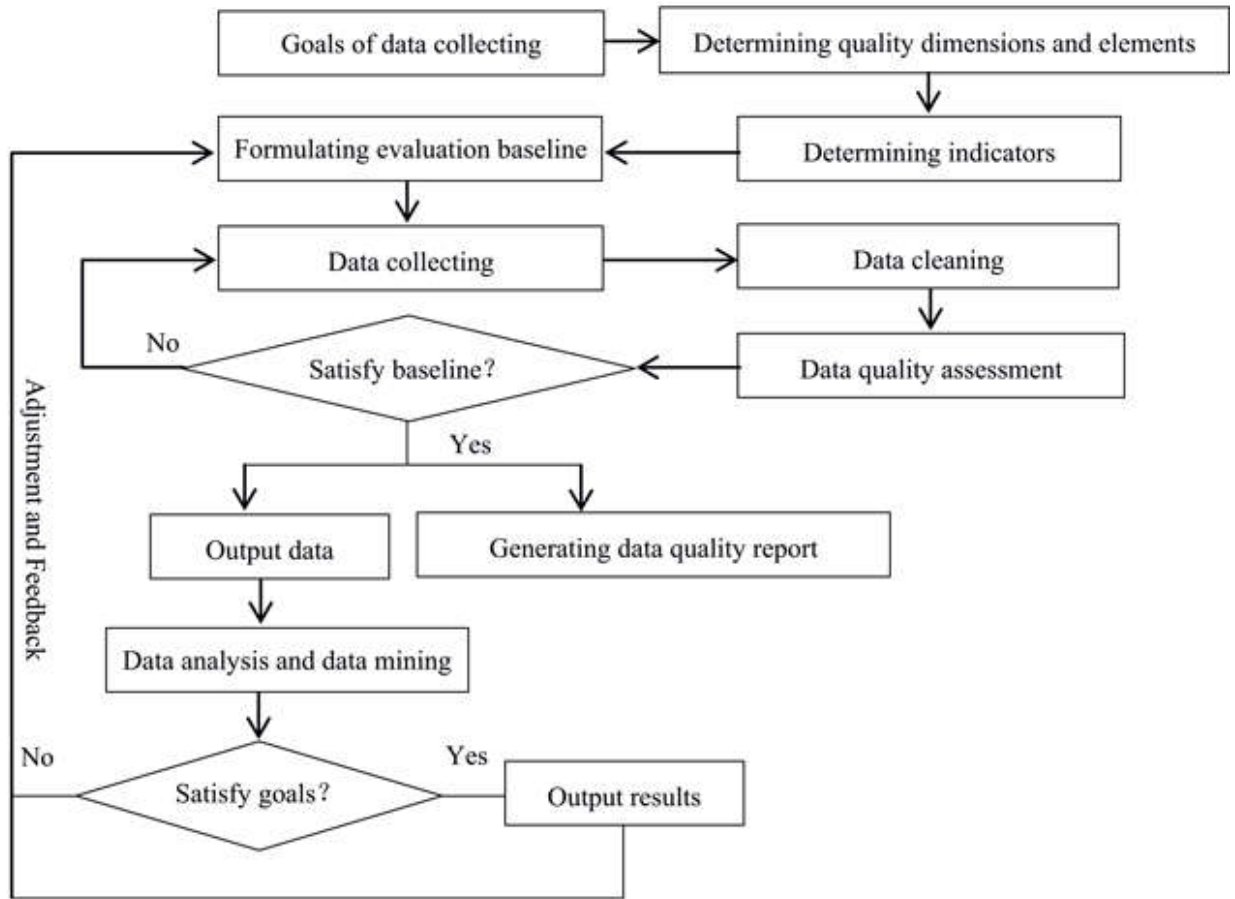 Goals of data collecting
Determining quality dimensions and elements
Formulating evaluation baseline
Determining indicators
Data collecting
Data cleaning
No
Satisfy baseline？
Data quality assessment
Yes
Adjustment and Feedback
Output data
Generating data quality report
Data analysis and data mining
No
Yes
Satisfy goals？
Output results